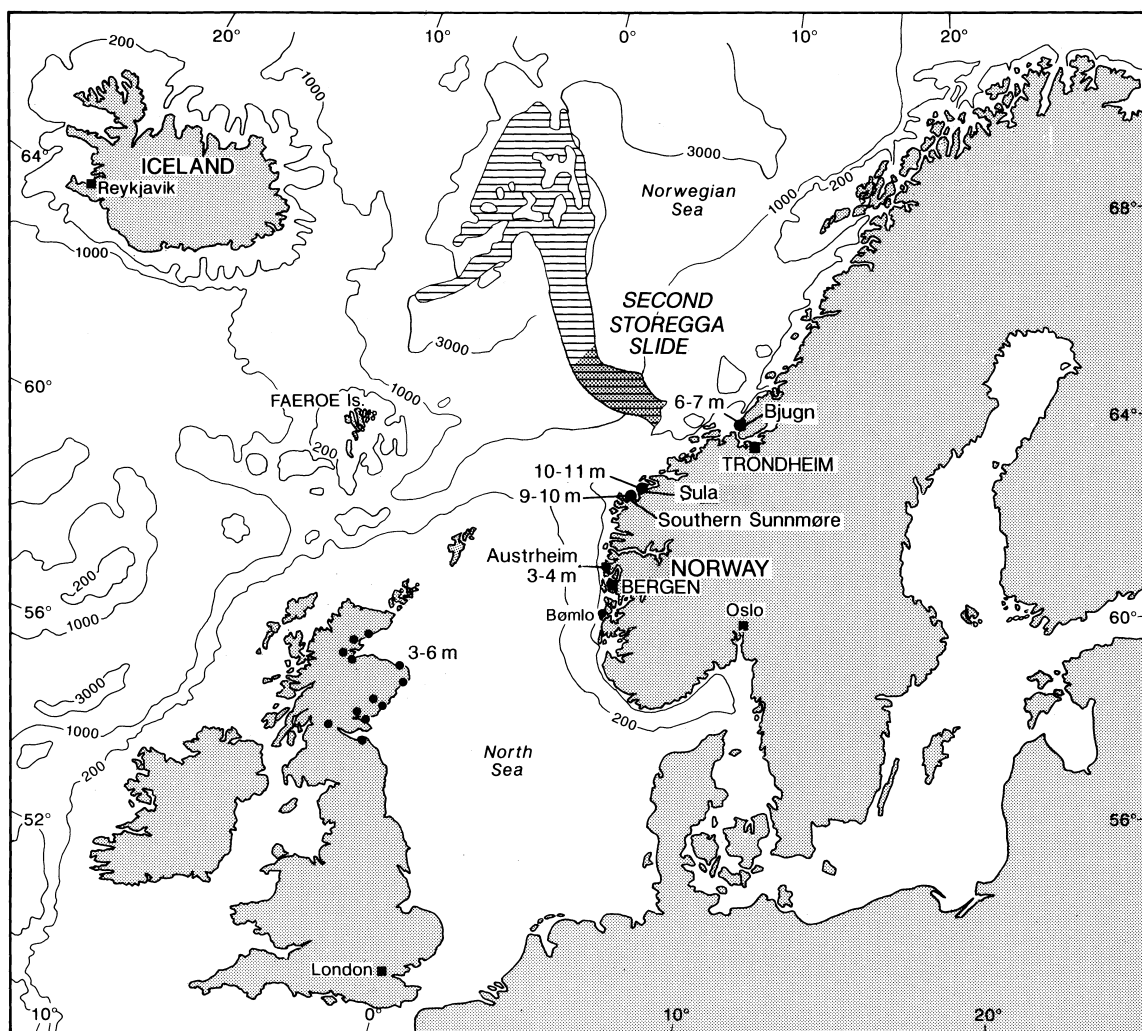 20°
10°
0°
10°
20°
200
1000
3000
1000
200
64°
ICELAND
Reykjavik
Norwegian
Sea
68°
1000
SECOND
STOREGGA
SLIDE
3000
60°
1000
FAEROE Is.
200
6-7 m
Bjugn
64°
TRONDHEIM
10-11 m
9-10 m
Sula
Southern Sunnmøre
Austrheim
3-4 m
NORWAY
BERGEN
200
1000
56°
Bømlo
Oslo
60°
3-6 m
3000
1000
200
200
North
Sea
52°
56°
London
10°
0°
10°
20°